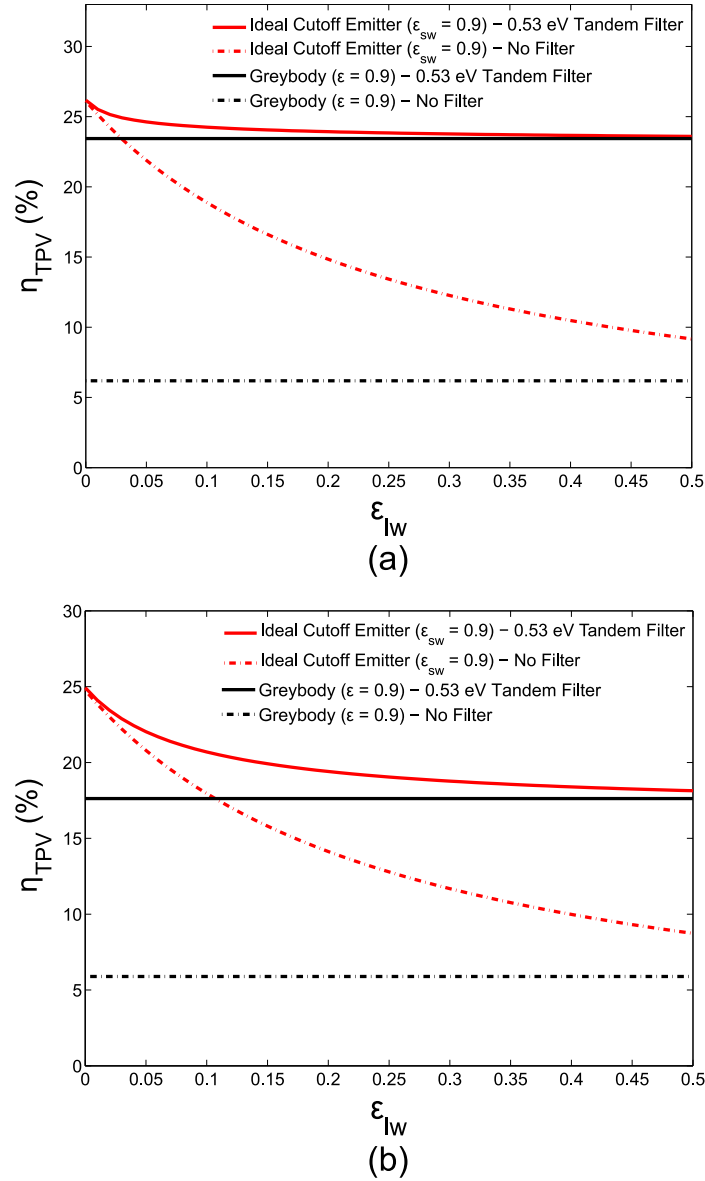 Ideal Cutoff Emitter (ε_sw = 0.9) − 0.53 eV Tandem Filter
Ideal Cutoff Emitter (ε_sw = 0.9) − No Filter
Greybody (ε = 0.9) − 0.53 eV Tandem Filter
Greybody (ε = 0.9) − No Filter
30
25
20
15
10
5
0
η_TPV (%)
0 0.05 0.1 0.15 0.2 0.25 0.3 0.35 0.4 0.45 0.5
ε_lw
(a)
Ideal Cutoff Emitter (ε_sw = 0.9) − 0.53 eV Tandem Filter
Ideal Cutoff Emitter (ε_sw = 0.9) − No Filter
Greybody (ε = 0.9) − 0.53 eV Tandem Filter
Greybody (ε = 0.9) − No Filter
30
25
20
15
10
5
0
η_TPV (%)
0 0.05 0.1 0.15 0.2 0.25 0.3 0.35 0.4 0.45 0.5
ε_lw
(b)